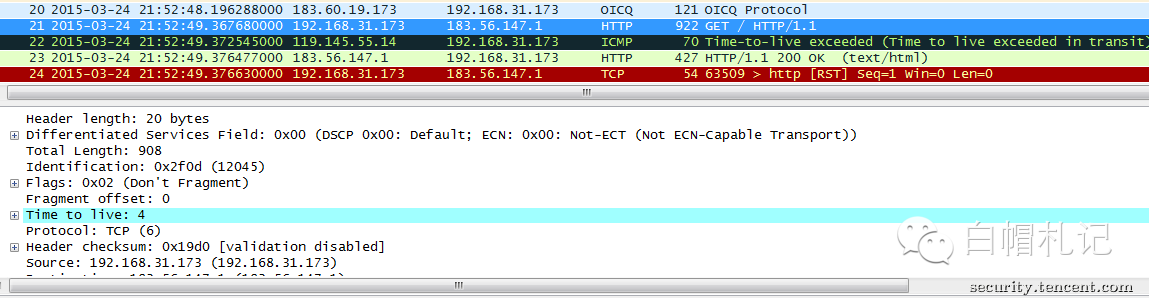 20 2015-03-24 21:52:48.196288000 183.60.19.173 192.168.31.173 OICQ 121 OICQ Protocol
21 2015-03-24 21:52:49.367680000 192.168.31.173 183.56.147.1 HTTP 922 GET / HTTP/1.1
22 2015-03-24 21:52:49.372545000 119.145.55.14 192.168.31.173 ICMP 70 Time-to-live exceeded (Time to live exceeded in transit)
23 2015-03-24 21:52:49.376477000 183.56.147.1 192.168.31.173 HTTP 427 HTTP/1.1 200 OK (text/html)
24 2015-03-24 21:52:49.376630000 192.168.31.173 183.56.147.1 TCP 54 63509 > http [RST] Seq=1 Win=0 Len=0
Header length: 20 bytes
Differentiated Services Field: 0x00 (DSCP 0x00: Default; ECN: 0x00: Not-ECT (Not ECN-Capable Transport))
Total Length: 908
Identification: 0x2f0d (12045)
Flags: 0x02 (Don't Fragment)
Fragment offset: 0
Time to live: 4
Protocol: TCP (6)
Header checksum: 0x19d0 [validation disabled]
Source: 192.168.31.173 (192.168.31.173)
白帽札记
security.tencent.com